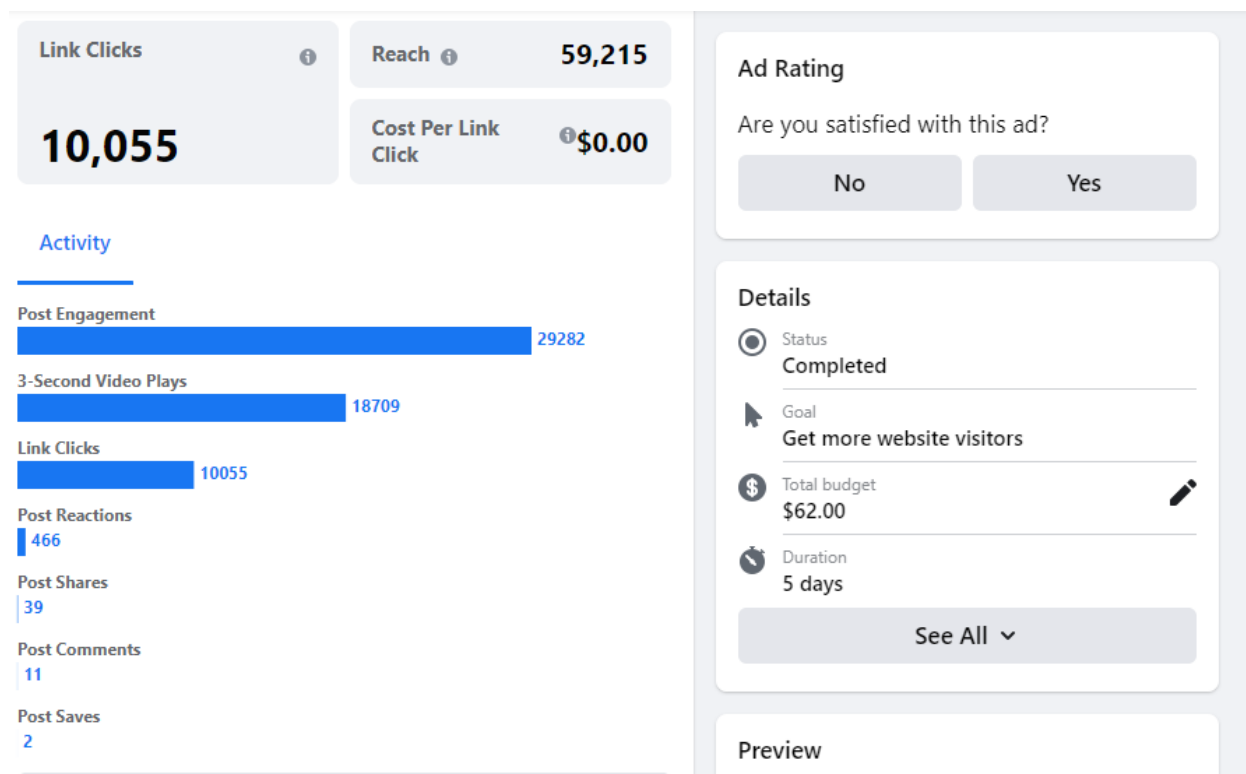 Link Clicks
10,055
Reach
59,215
Cost Per Link
Click
$0.00
Activity
Post Engagement
29282
3-Second Video Plays
18709
Link Clicks
10055
Post Reactions
466
Post Shares
39
Post Comments
11
Post Saves
2
Ad Rating
Are you satisfied with this ad?
No
Yes
Details
Status
Completed
Goal
Get more website visitors
Total budget
$62.00
Duration
5 days
See All
Preview